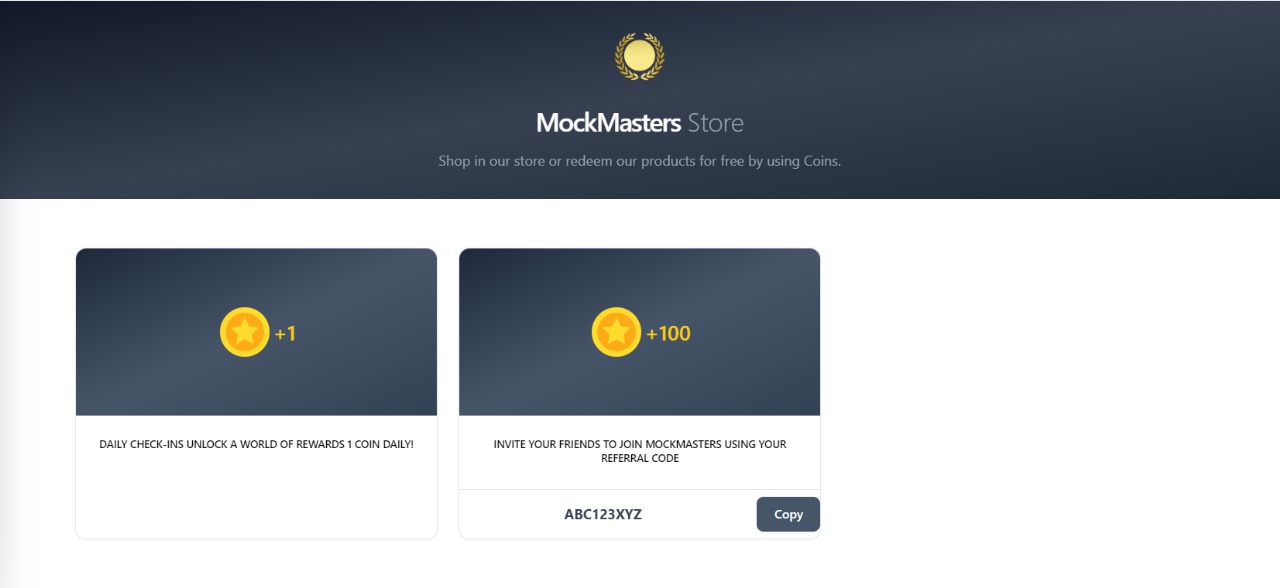 MockMasters Store
Shop in our store or redeem our products for free by using Coins.
+1
+100
DAILY CHECK-INS UNLOCK A WORLD OF REWARDS 1 COIN DAILY!
INVITE YOUR FRIENDS TO JOIN MOCKMASTERS USING YOUR
REFERRAL CODE
ABC123XYZ
Copy